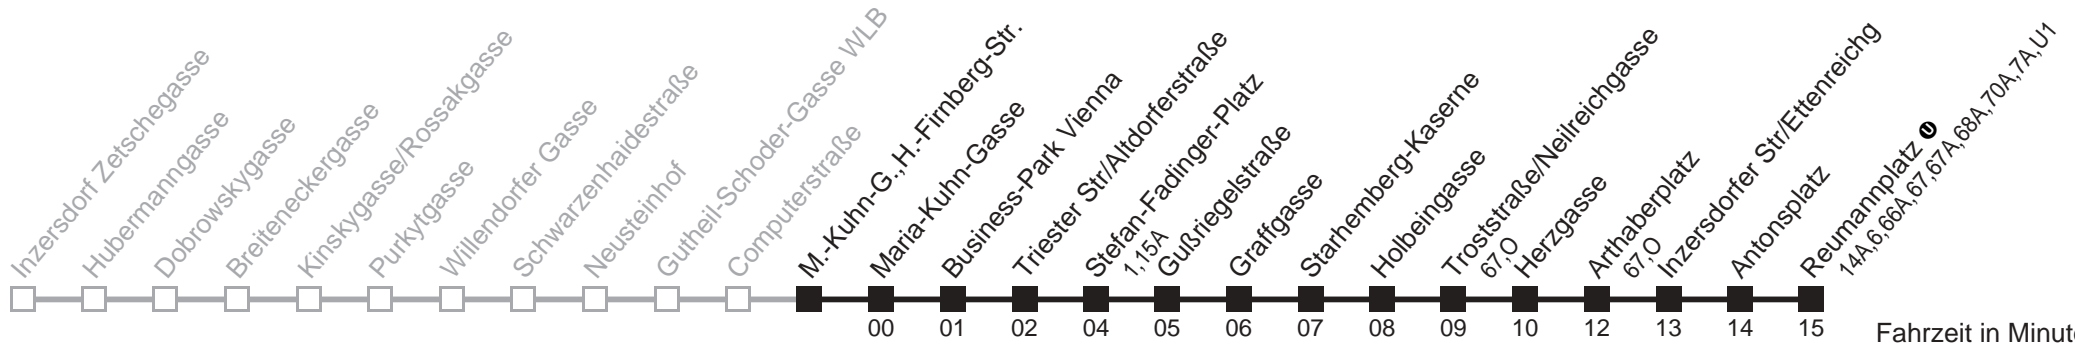 Inzersdorf Zetschegasse
Hubermanngasse
Dobrowskygasse
Breiteneckergasse
Kinskygasse/Rossakgasse
Purkytgasse
Willendorfer Gasse
Schwarzenhaidestraße
Neusteinhof
Gutheil-Schoder-Gasse WLB
Computerstraße
M.-Kuhn-G.,H.-Firnberg-Str.
Maria-Kuhn-Gasse
Business-Park Vienna
Triester Str/Altdorferstraße
Stefan-Fadinger-Platz
1,15A
Gußriegelstraße
Graffgasse
Starhemberg-Kaserne
Holbeingasse
Troststraße/Neilreichgasse
67,O
Herzgasse
Arthaberplatz
67,O
Inzersdorfer Str/Ettenreichg
Antonsplatz
Reumannplatz U
14A,6,66A,67,67A,68A,70A,7A,U1
00 01 02 04 05 06 07 08 09 10 12 13 14 15
Fahrzeit in Minute